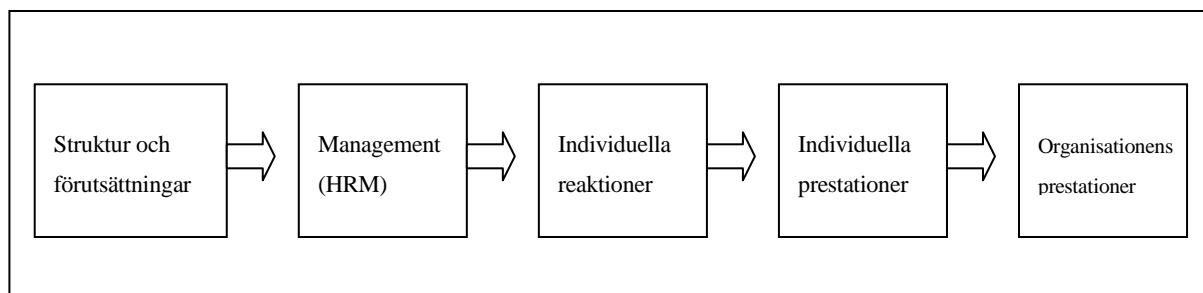 Struktur och
förutsättningar
Management
(HRM)
Individuella
reaktioner
Individuella
prestationer
Organisationens
prestationer